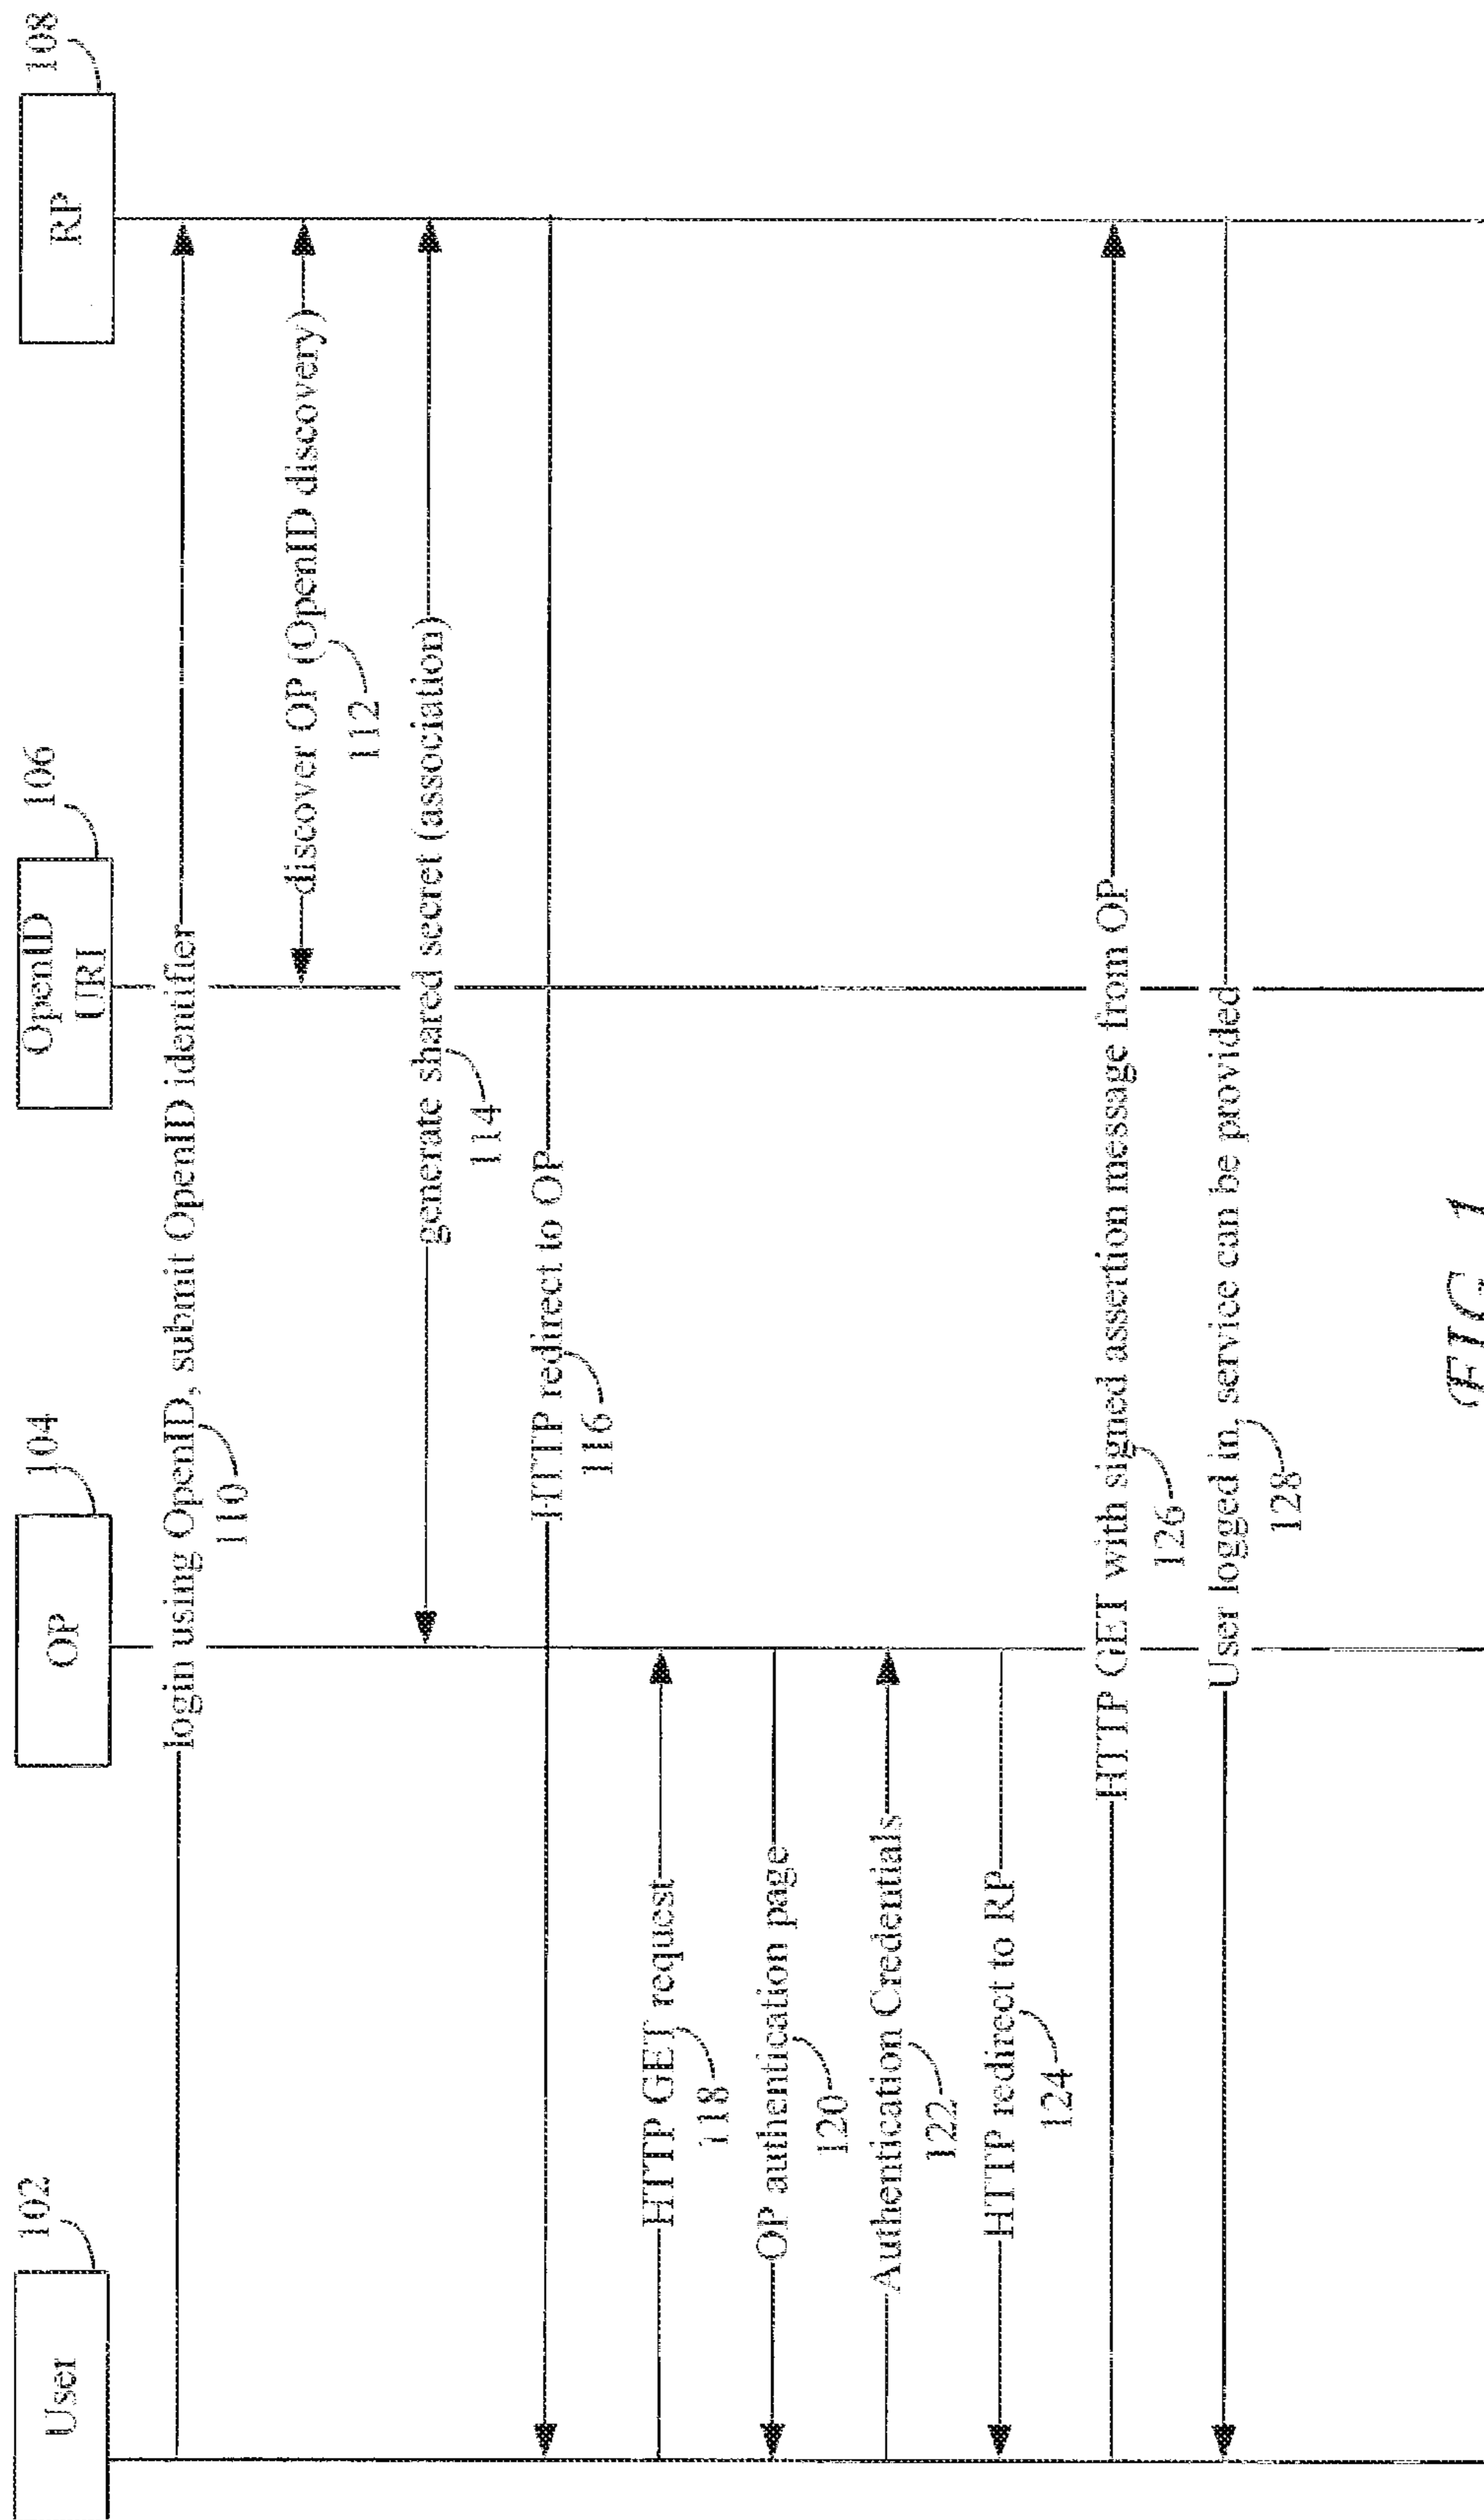 User
102
OP
104
OpenID
URI
106
RP
108
login using OpenID, submit OpenID identifier
110
discover OP (OpenID discovery)
112
generate shared secret (association)
114
HTTP redirect to OP
116
HTTP GET request
118
OP authentication page
120
Authentication Credentials
122
HTTP redirect to RP
124
HTTP GET with signed assertion message from OP
126
User logged in, service can be provided
128
FIG. 1